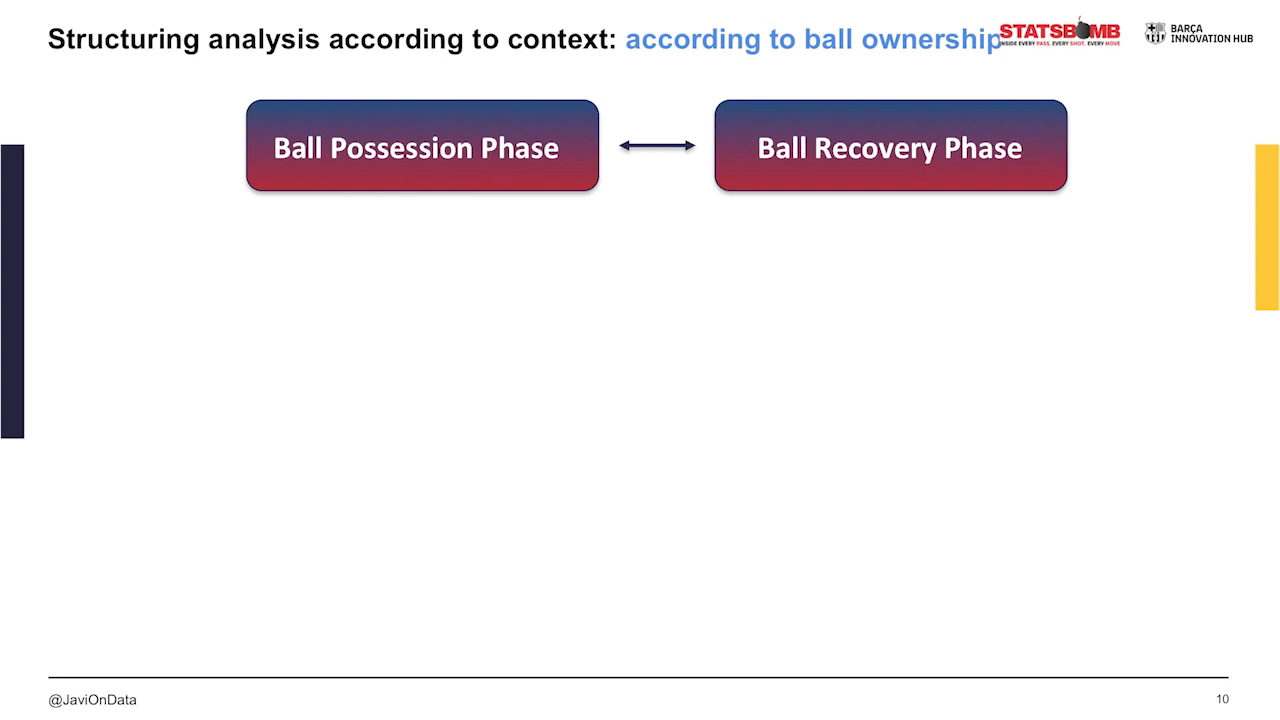 Structuring analysis according to context: according to ball ownership
STATSBOMB
INSIDE EVERY PASS. EVERY SHOT. EVERY MOVE
BARÇA
INNOVATION HUB
Ball Possession Phase
Ball Recovery Phase
@JaviOnData
10